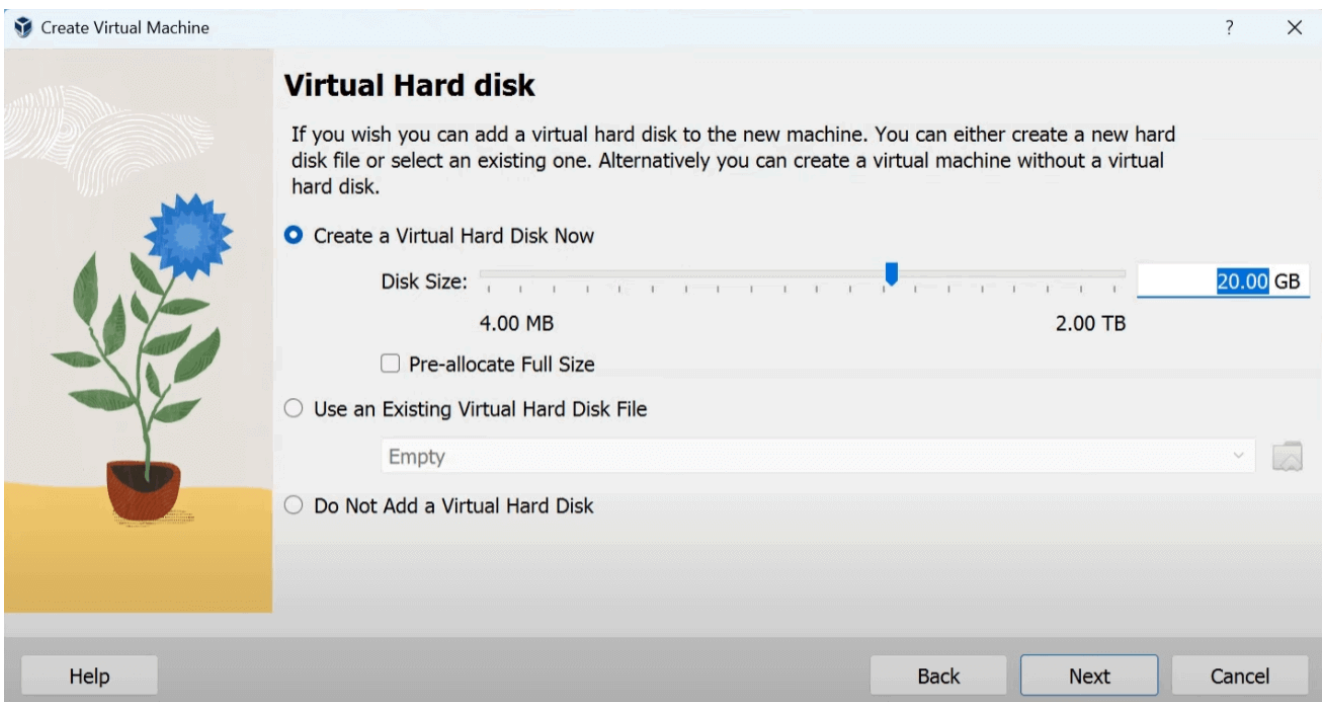 Create Virtual Machine
?
Virtual Hard disk
If you wish you can add a virtual hard disk to the new machine. You can either create a new hard
disk file or select an existing one. Alternatively you can create a virtual machine without a virtual
hard disk.
Create a Virtual Hard Disk Now
Disk Size: 20.00 GB
4.00 MB 2.00 TB
Pre-allocate Full Size
Use an Existing Virtual Hard Disk File
Empty
Do Not Add a Virtual Hard Disk
Help Back Next Cancel